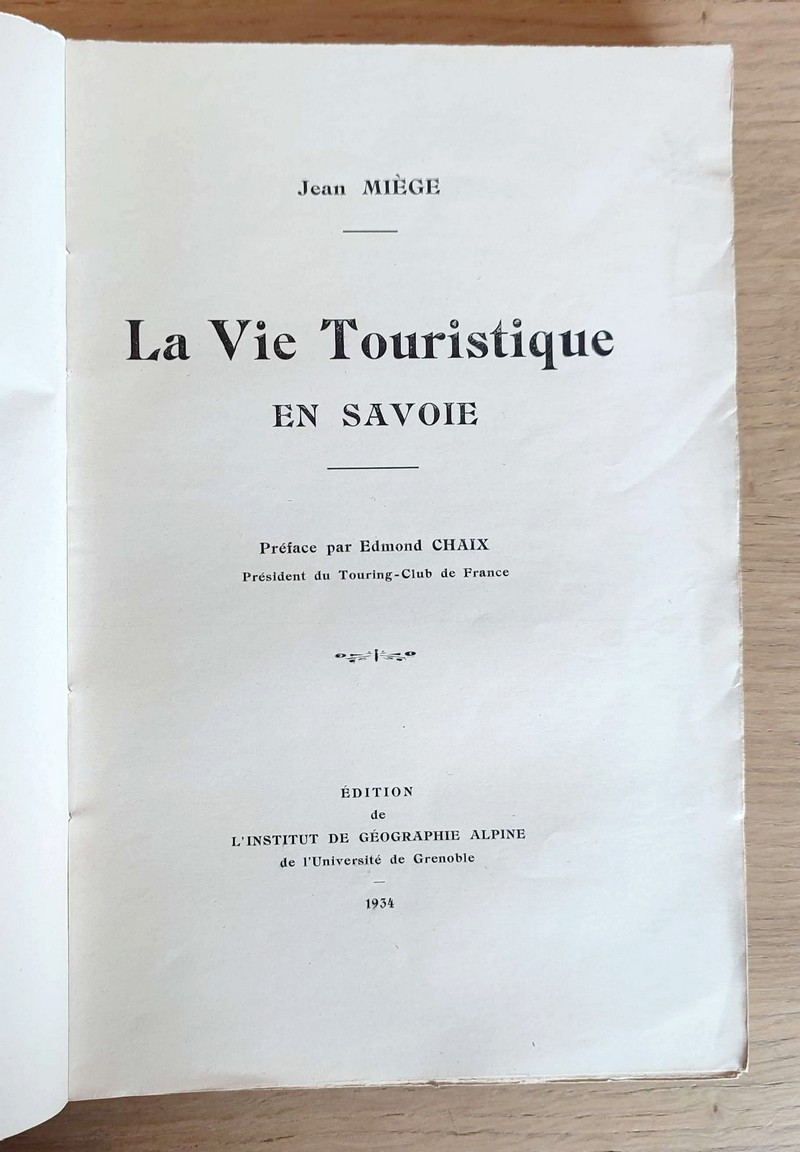 Jean MIÈGE
La Vie Touristique
EN SAVOIE
Préface par Edmond CHAIX
Président du Touring-Club de France
ÉDITION
de
L'INSTITUT DE GÉOGRAPHIE ALPINE
de l'Université de Grenoble
1934